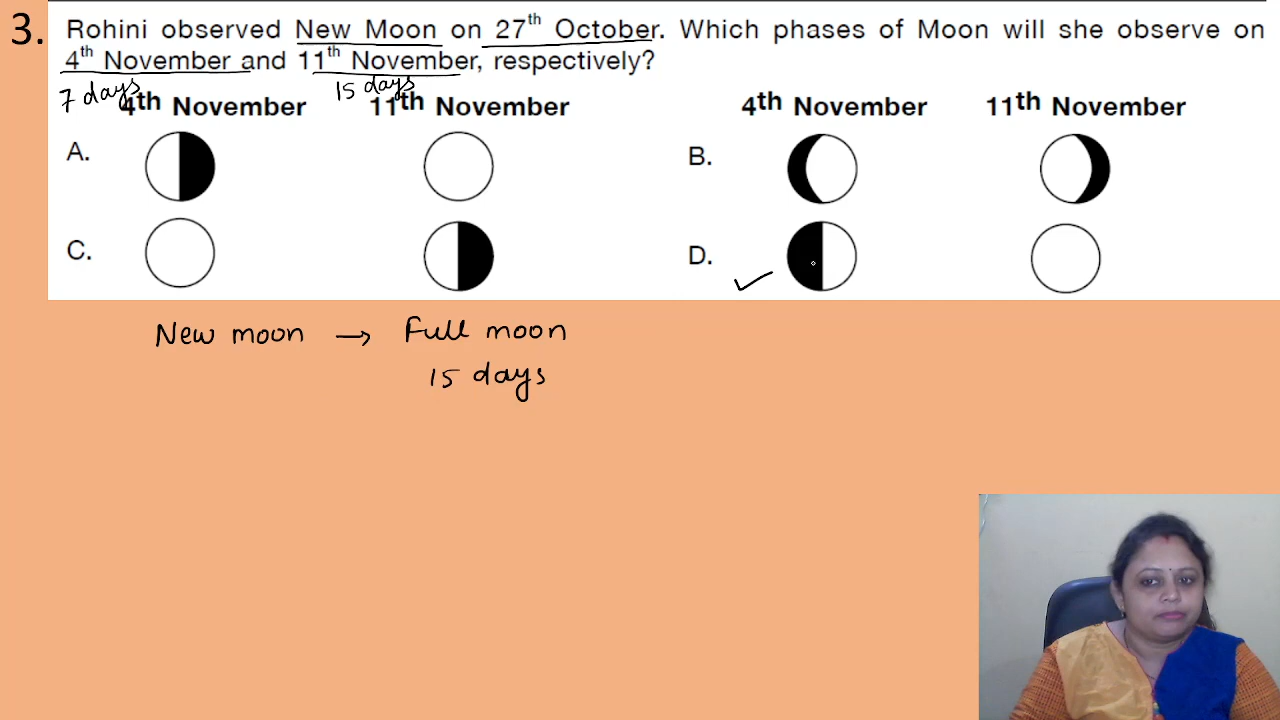 3. Rohini observed New Moon on 27th October. Which phases of Moon will she observe on
4th November and 11th November, respectively?
7 days 15 days
4th November 11th November 4th November 11th November
A. B.
C. D.
New moon → Full moon
15 days